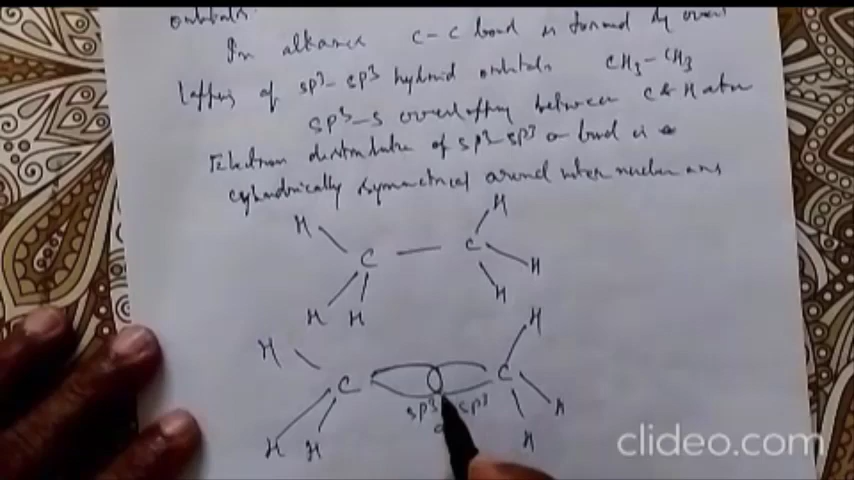 orbitals.
In alkanes C-C bond is formed by over
lapping of sp³-sp³ hybrid orbitals CH₃-CH₃
sp³-s overlapping between C & H atom
Electron distribution of sp³-sp³ σ bond is
cylindrically symmetrical around inter nuclear axis
H H
C — C
H
H H H
H H
C C
sp³ sp³ H
H H H
clideo.com